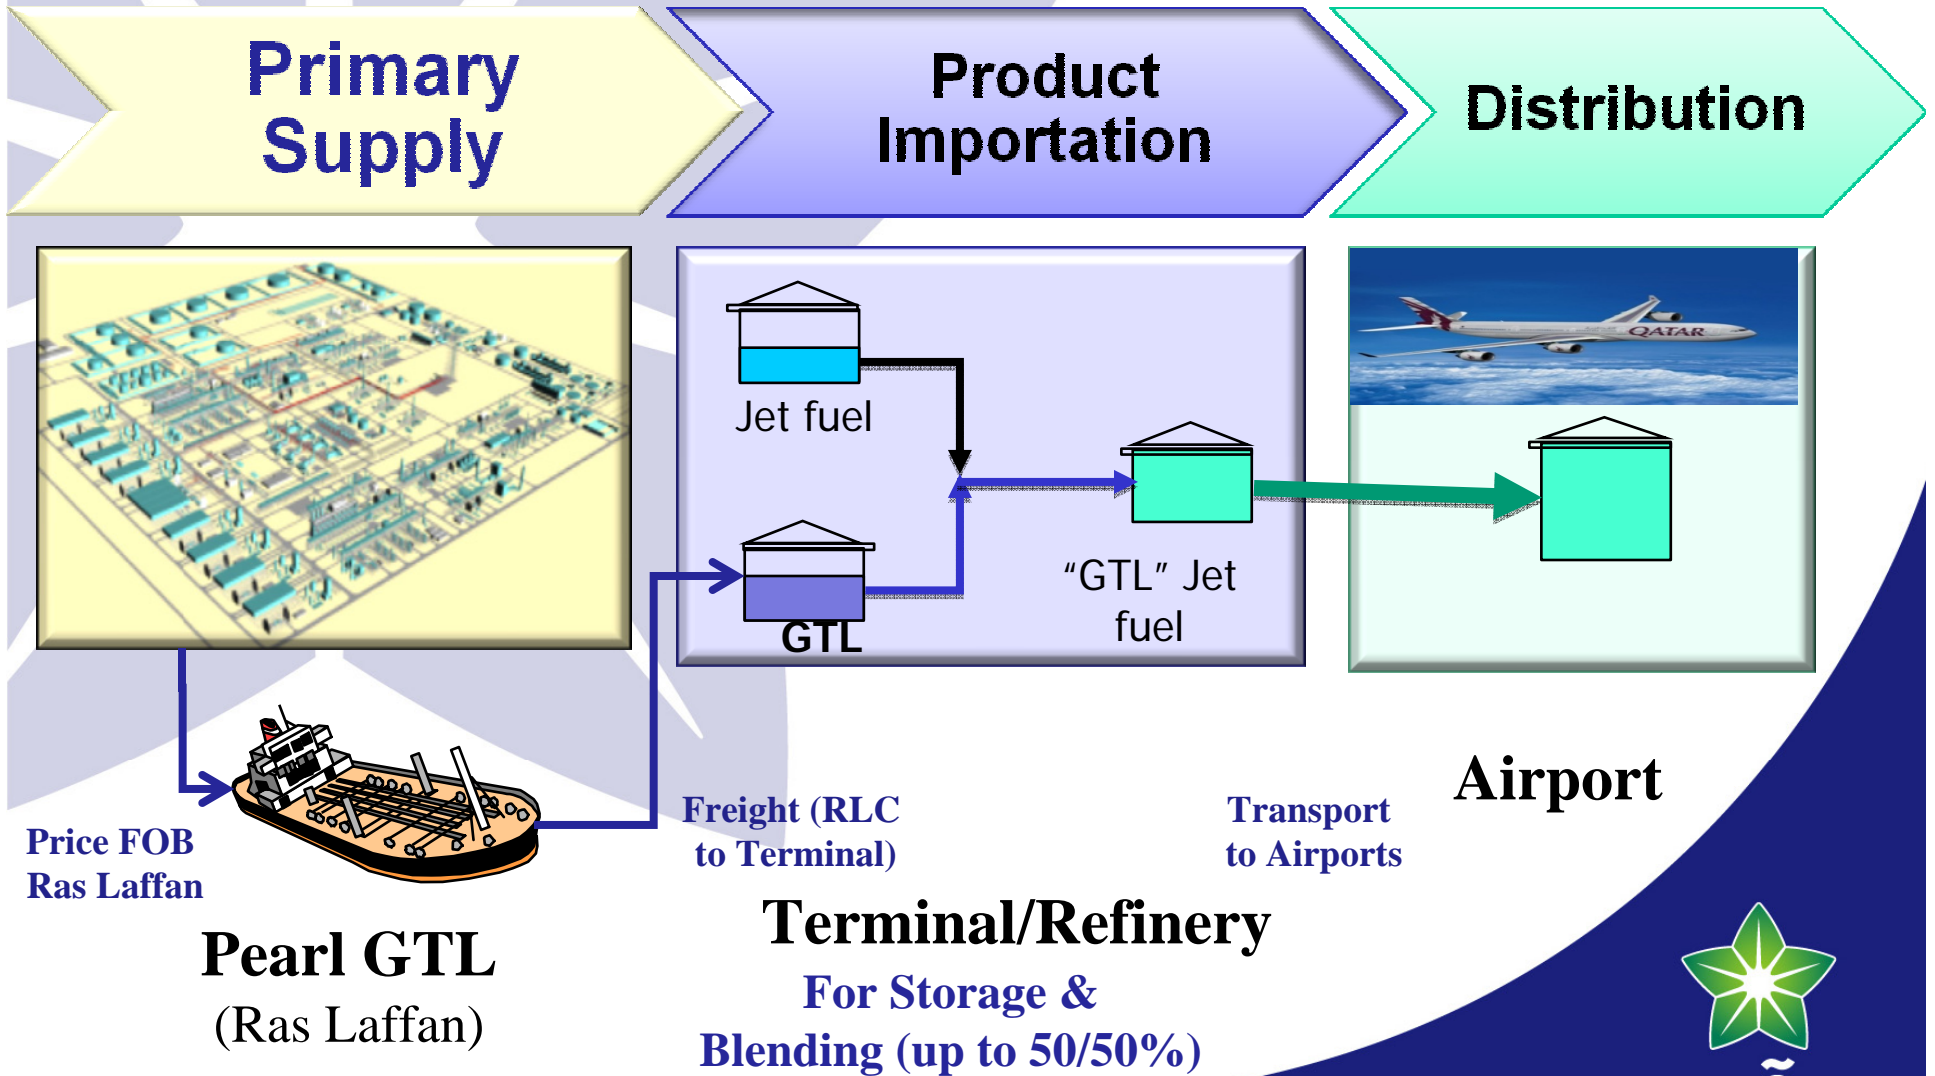 Primary
Supply
Product
Importation
Distribution
QATAR
Jet fuel
GTL
“GTL” Jet
fuel
Price FOB
Ras Laffan
Pearl GTL
(Ras Laffan)
Freight (RLC
to Terminal)
Terminal/Refinery
For Storage &
Blending (up to 50/50%)
Transport
to Airports
Airport